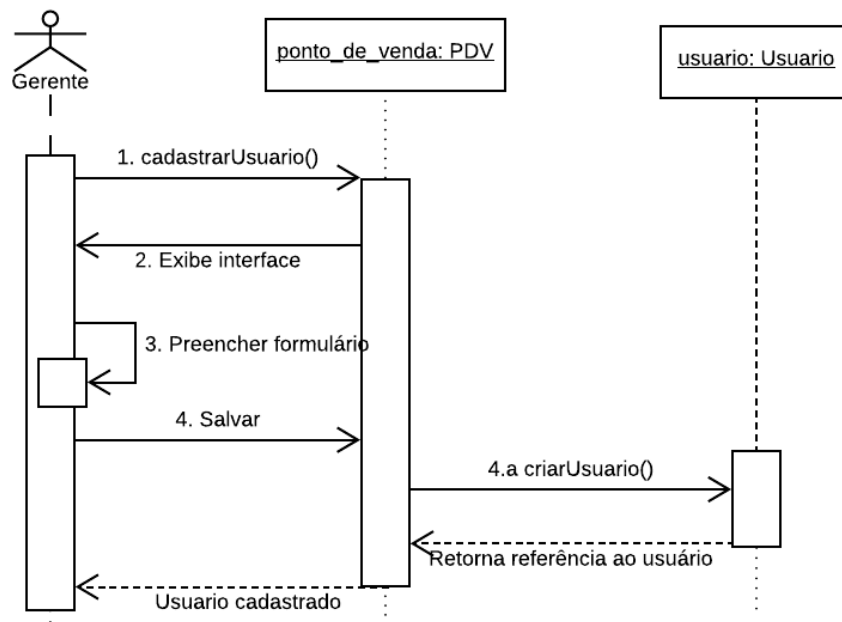 ponto_de_venda: PDV
usuario: Usuario
Gerente
1. cadastrarUsuario()
2. Exibe interface
3. Preencher formulário
4. Salvar
4.a criarUsuario()
Retorna referência ao usuário
Usuario cadastrado